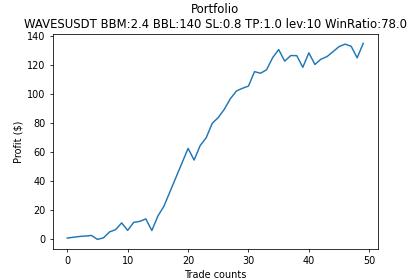 Portfolio
WAVESUSDT BBM:2.4 BBL:140 SL:0.8 TP:1.0 lev:10 WinRatio:78.0
140
120
100
80
60
40
20
0
Profit ($)
0 10 20 30 40 50
Trade counts